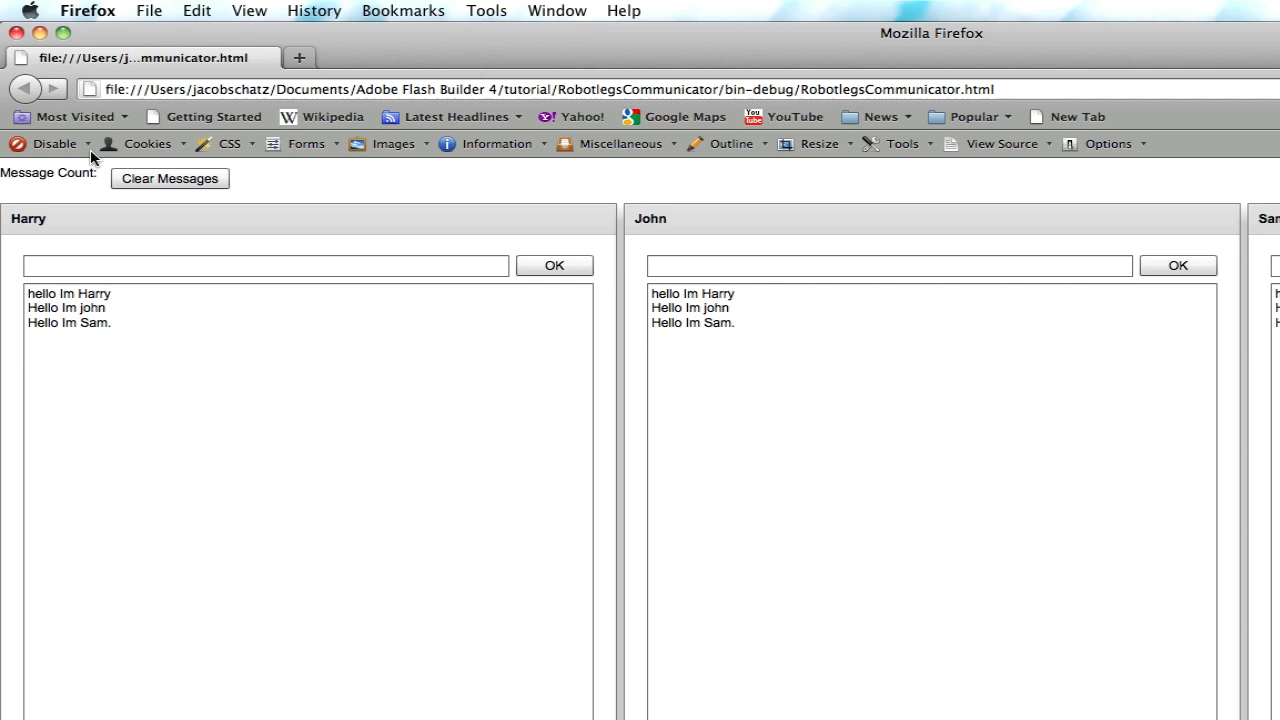 Firefox File Edit View History Bookmarks Tools Window Help
Mozilla Firefox
file:///Users/j...mmunicator.html
file:///Users/jacobschatz/Documents/Adobe Flash Builder 4/tutorial/RobotlegsCommunicator/bin-debug/RobotlegsCommunicator.html
Most Visited Getting Started W Wikipedia Latest Headlines Y! Yahoo! Google Maps You Tube YouTube News Popular New Tab
Disable Cookies CSS Forms Images Information Miscellaneous Outline Resize Tools View Source Options
Message Count: Clear Messages
Harry
OK
hello Im Harry
Hello Im john
Hello Im Sam.
John
OK
hello Im Harry
Hello Im john
Hello Im Sam.